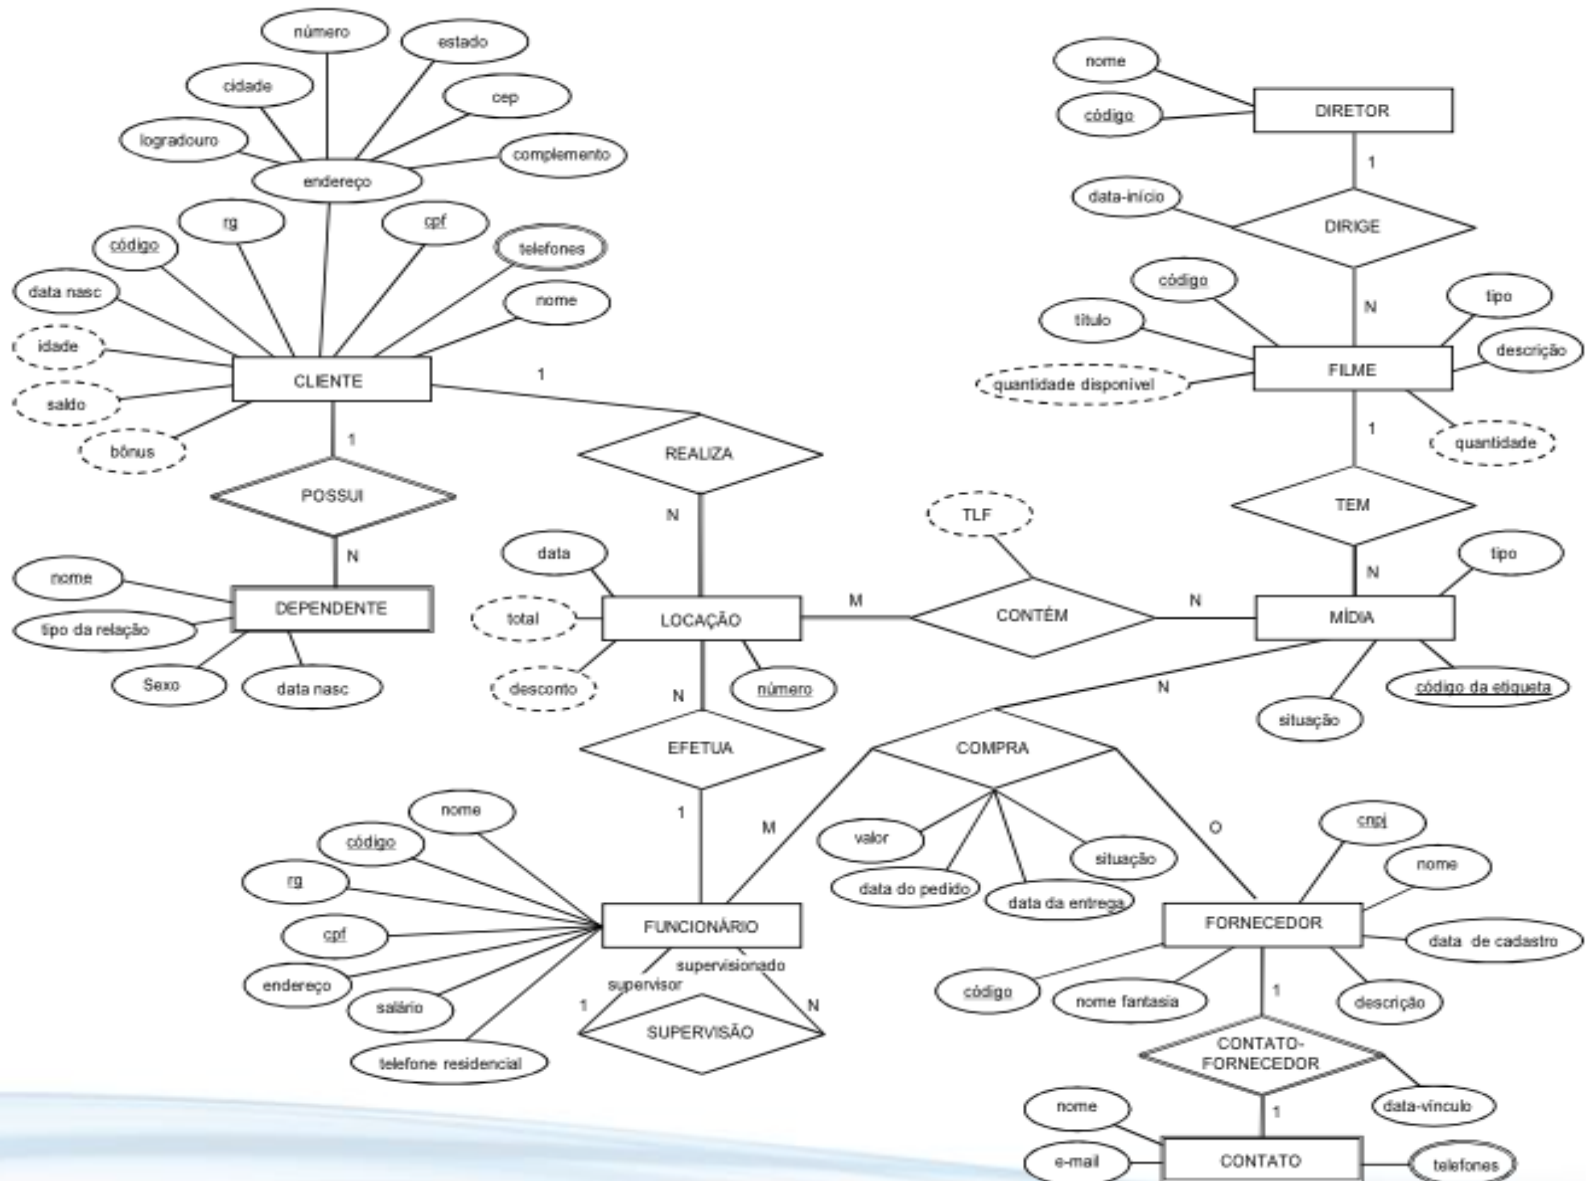 número
estado
cidade
cep
logradouro
complemento
endereço
rg
cpf
código
telefones
data nasc
nome
idade
CLIENTE
1
saldo
bônus
1
POSSUI
N
nome
DEPENDENTE
tipo da relação
Sexo
data nasc
REALIZA
N
data
total
LOCAÇÃO
desconto
número
N
M
TLF
CONTÉM
N
EFETUA
1
nome
código
rg
cpf
endereço
salário
telefone residencial
FUNCIONÁRIO
supervisionado
supervisor
1
N
SUPERVISÃO
nome
código
DIRETOR
1
data-início
DIRIGE
N
código
tipo
título
descrição
FILME
quantidade disponível
quantidade
1
TEM
N
tipo
MÍDIA
código da etiqueta
situação
N
COMPRA
M
O
valor
situação
data do pedido
data da entrega
cnpj
nome
FORNECEDOR
data de cadastro
código
nome fantasia
descrição
1
CONTATO-
FORNECEDOR
data-vínculo
1
nome
e-mail
CONTATO
telefones